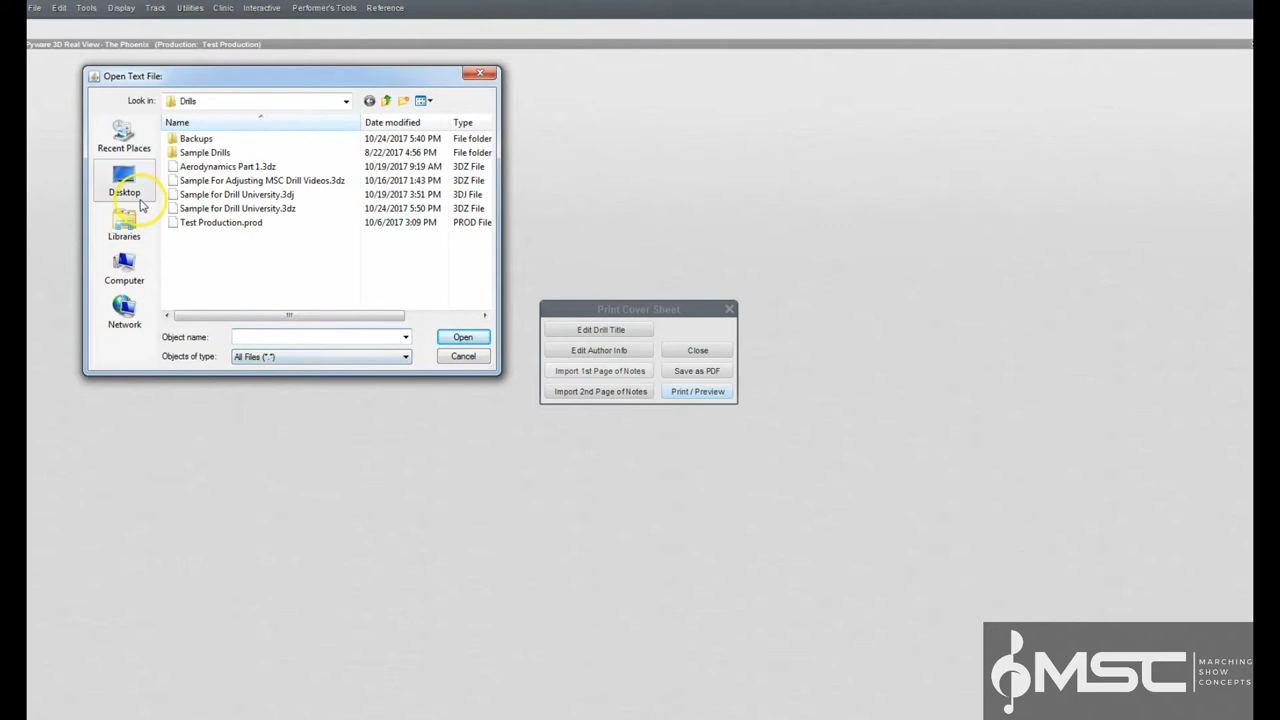 File Edit Tools Display Track Utilities Clinic Interactive Performer's Tools Reference
Pyware 3D Real View - The Phoenix (Production: Test Production)
Open Text File:
Look in: Drills
Name Date modified Type
Backups 10/24/2017 5:40 PM File folder
Sample Drills 8/22/2017 4:56 PM File folder
Aerodynamics Part 1.3dz 10/19/2017 9:19 AM 3DZ File
Sample For Adjusting MSC Drill Videos.3dz 10/16/2017 1:43 PM 3DZ File
Sample for Drill University.3dj 10/19/2017 3:51 PM 3DJ File
Sample for Drill University.3dz 10/24/2017 5:50 PM 3DZ File
Test Production.prod 10/6/2017 3:09 PM PROD File
Recent Places
Desktop
Libraries
Computer
Network
Object name: Open
Objects of type: All Files (*.*) Cancel
Print Cover Sheet
Edit Drill Title
Edit Author Info Close
Import 1st Page of Notes Save as PDF
Import 2nd Page of Notes Print / Preview
MSC
MARCHING
SHOW
CONCEPTS